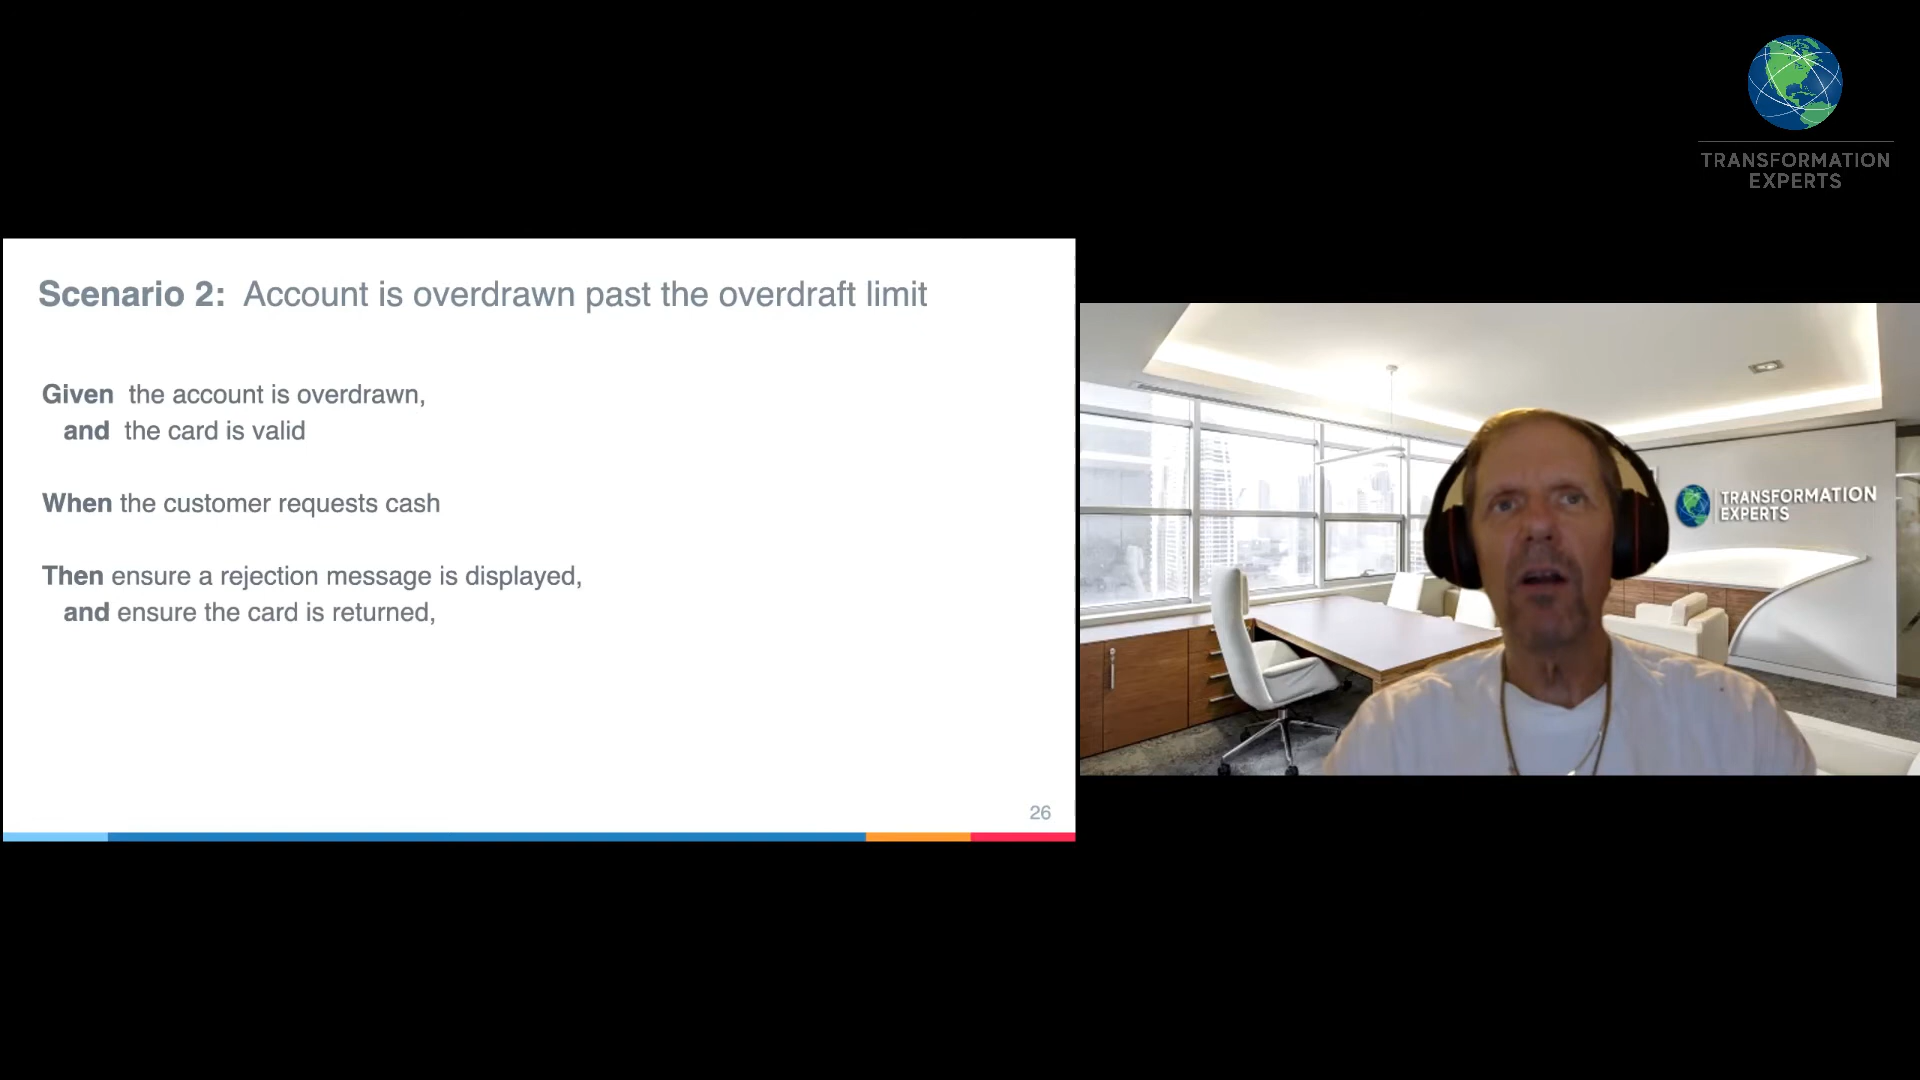 TRANSFORMATION
EXPERTS
Scenario 2: Account is overdrawn past the overdraft limit
Given the account is overdrawn,
and the card is valid
When the customer requests cash
Then ensure a rejection message is displayed,
and ensure the card is returned,
26
TRANSFORMATION
EXPERTS